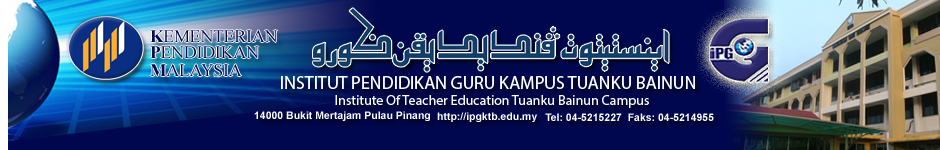 KEMENTERIAN
PENDIDIKAN
MALAYSIA
اينستيتوت ڤنديديقن ݢورو
iPG
INSTITUT PENDIDIKAN GURU KAMPUS TUANKU BAINUN
Institute Of Teacher Education Tuanku Bainun Campus
14000 Bukit Mertajam Pulau Pinang http://ipgktb.edu.my Tel: 04-5215227 Faks: 04-5214955